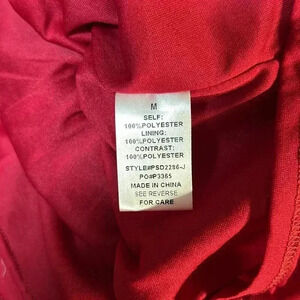 M
SELF:
100%POLYESTER
LINING:
100%POLYESTER
CONTRAST:
100%POLYESTER
STYLE#PSD2286-J
PO#P3365
MADE IN CHINA
SEE REVERSE
FOR CARE